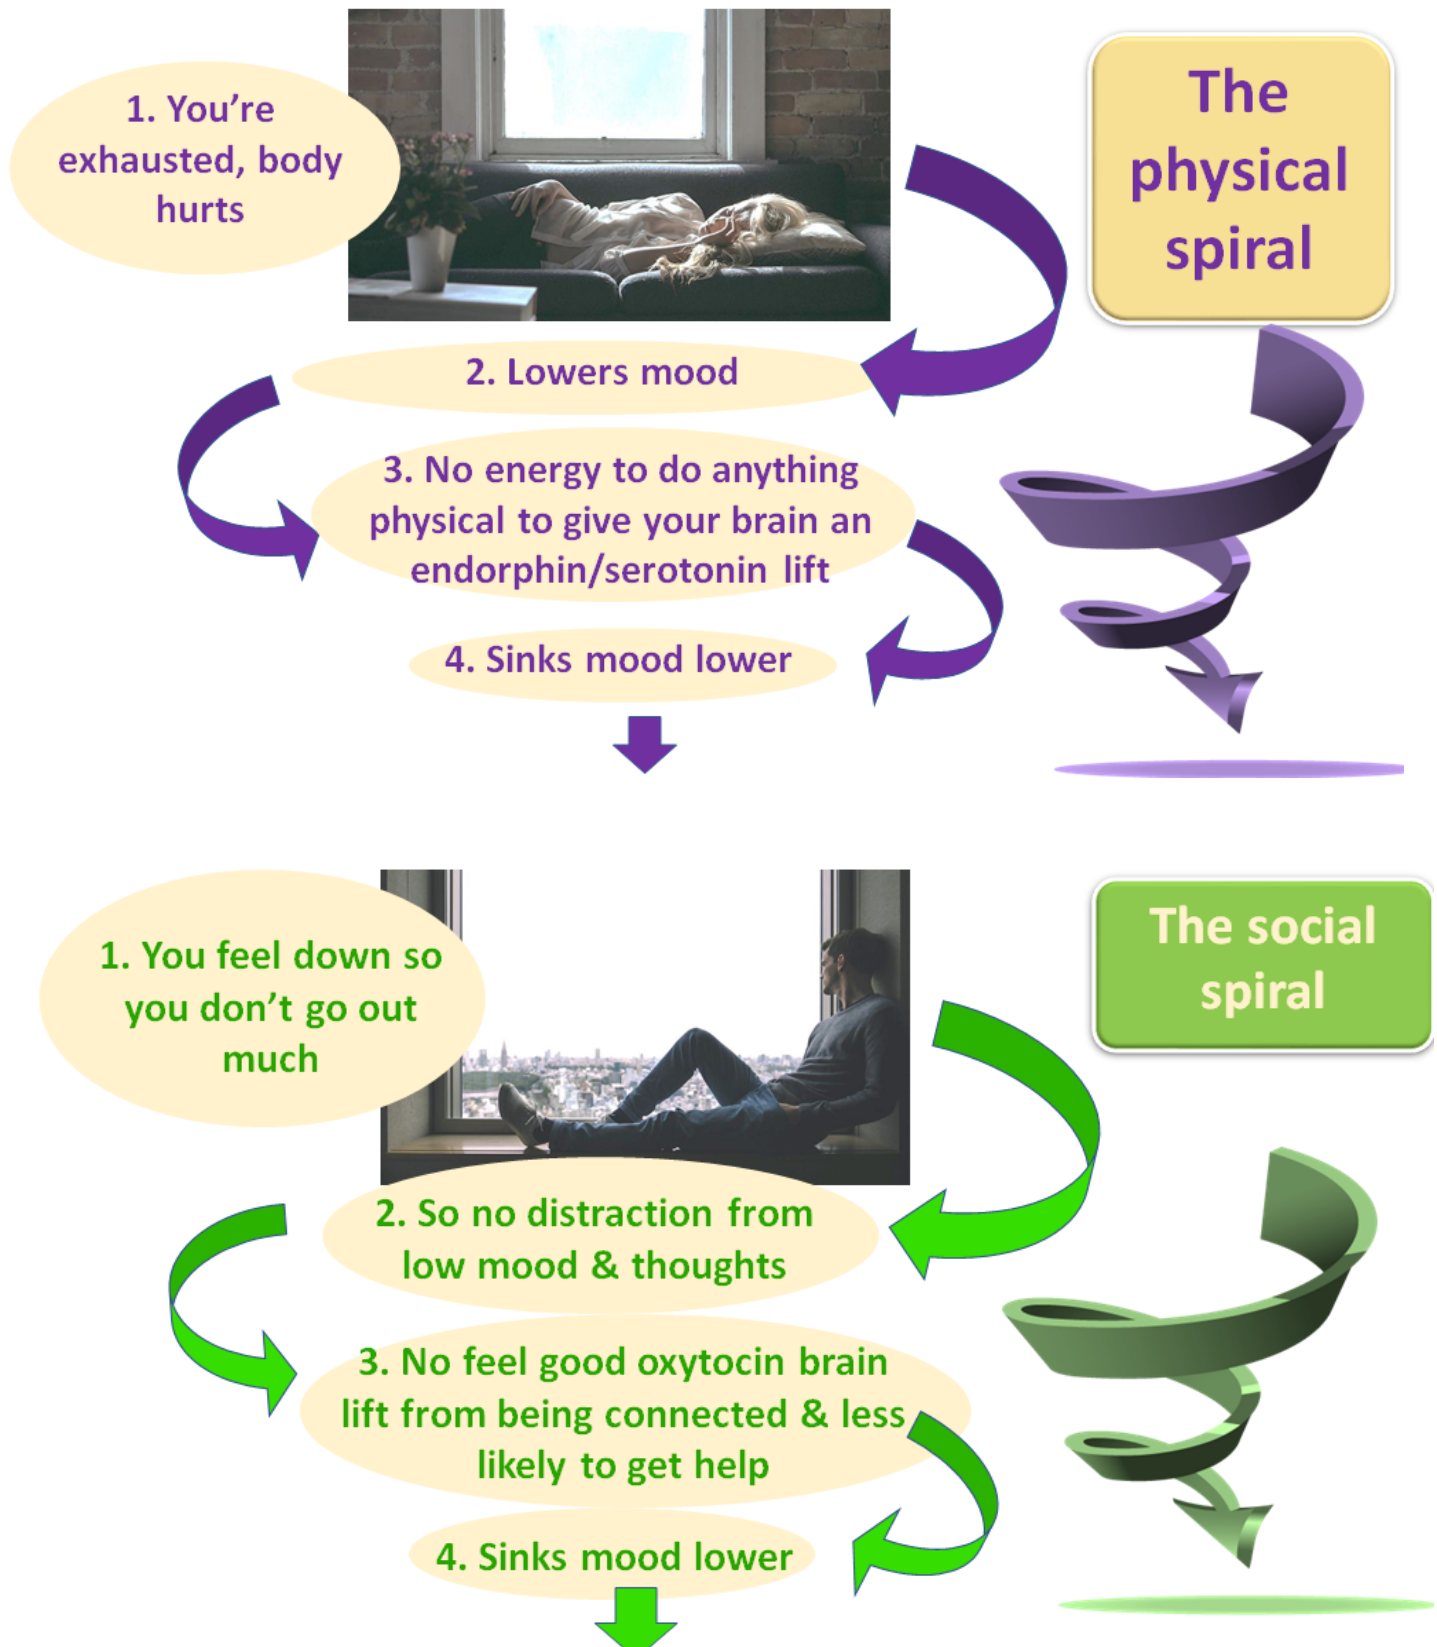 1. You’re
exhausted, body
hurts
The
physical
spiral
2. Lowers mood
3. No energy to do anything
physical to give your brain an
endorphin/serotonin lift
4. Sinks mood lower
1. You feel down so
you don’t go out
much
The social
spiral
2. So no distraction from
low mood & thoughts
3. No feel good oxytocin brain
lift from being connected & less
likely to get help
4. Sinks mood lower